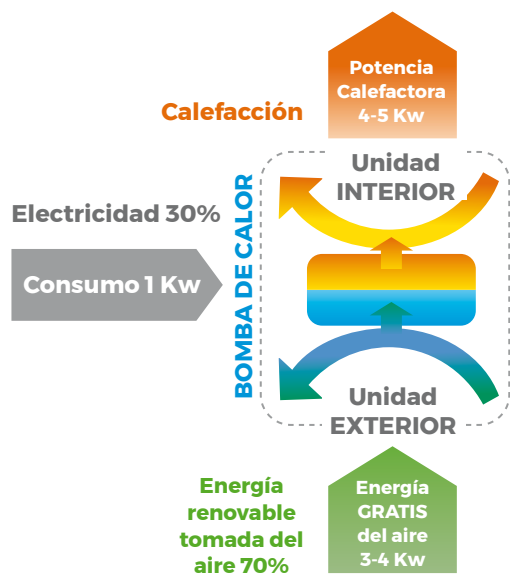 Potencia
Calefactora
4-5 Kw
Calefacción
Unidad
INTERIOR
Electricidad 30%
Consumo 1 Kw
BOMBA DE CALOR
Unidad
EXTERIOR
Energía
renovable
tomada del
aire 70%
Energía
GRATIS
del aire
3-4 Kw